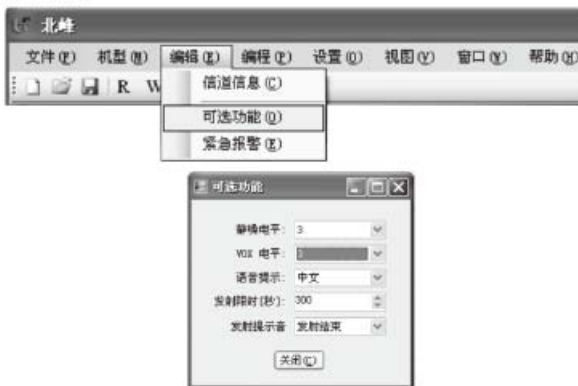 北峰
文件(F) 机型(M) 编辑(E) 编程(P) 设置(O) 视图(V) 窗口(W) 帮助(H)
R W
信道信息(C)
可选功能(O)
紧急报警(E)
可选功能
静噪电平: 3
VOX 电平: 3
语音提示: 中文
发射限时(秒): 300
发射提示音 发射结束
关闭(C)